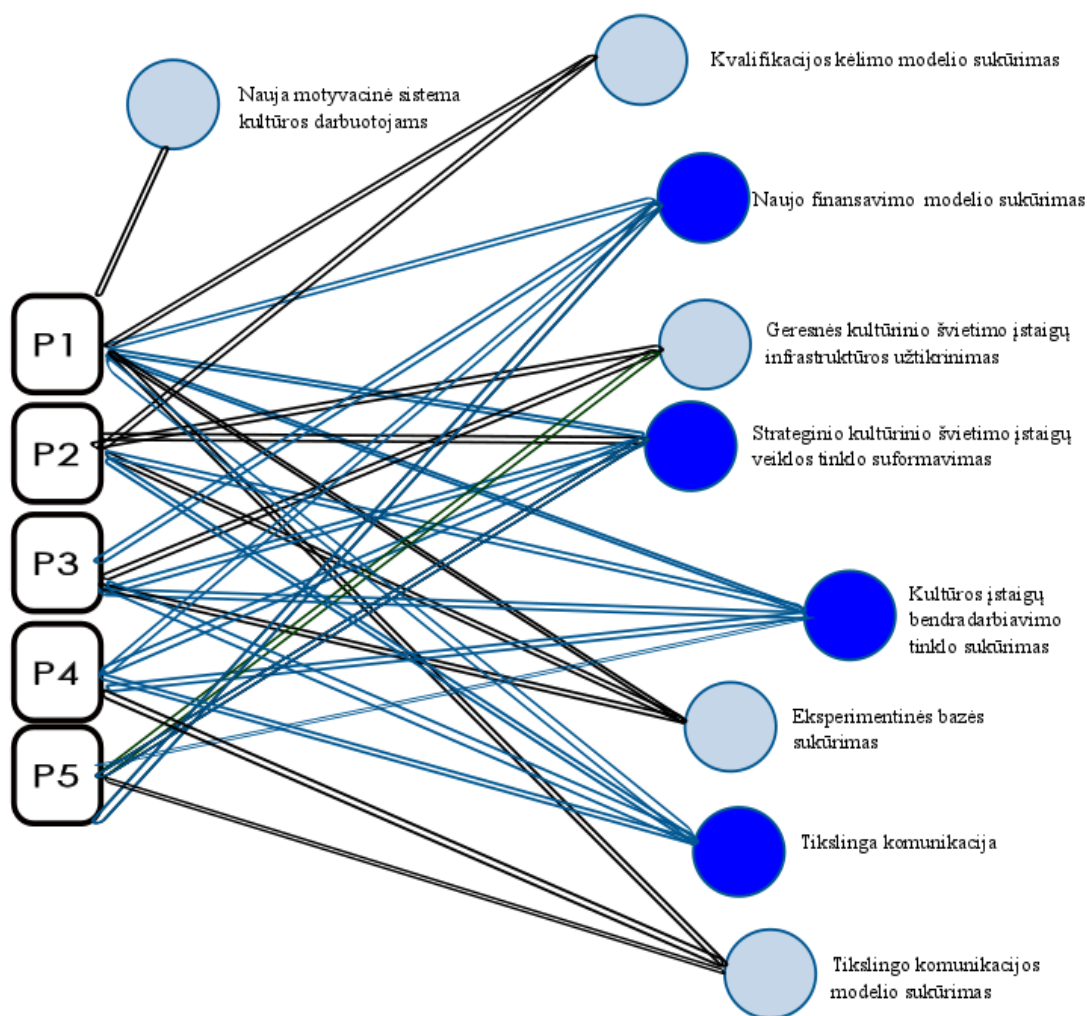 Kvalifikacijos kėlimo modelio sukūrimas
Nauja motyvacinė sistema
kultūros darbuotojams
Naujo finansavimo modelio sukūrimas
P1
Geresnės kultūrinio švietimo įstaigų
infrastruktūros užtikrinimas
P2
Strateginio kultūrinio švietimo įstaigų
veiklos tinklo suformavimas
P3
Kultūros įstaigų
bendradarbiavimo
tinklo sukūrimas
P4
Eksperimentinės bazės
sukūrimas
P5
Tikslinga komunikacija
Tikslingo komunikacijos
modelio sukūrimas